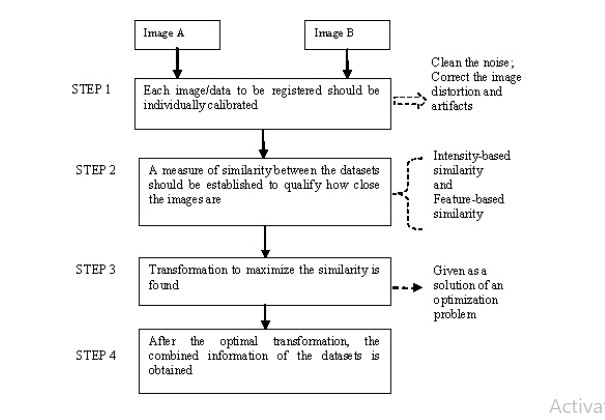 Image A
Image B
STEP 1
Each image/data to be registered should be
individually calibrated
Clean the noise;
Correct the image
distortion and
artifacts
STEP 2
A measure of similarity between the datasets
should be established to qualify how close
the images are
Intensity-based
similarity
and
Feature-based
similarity
STEP 3
Transformation to maximize the similarity is
found
Given as a
solution of an
optimization
problem
STEP 4
After the optimal transformation, the
combined information of the datasets is
obtained
Activa